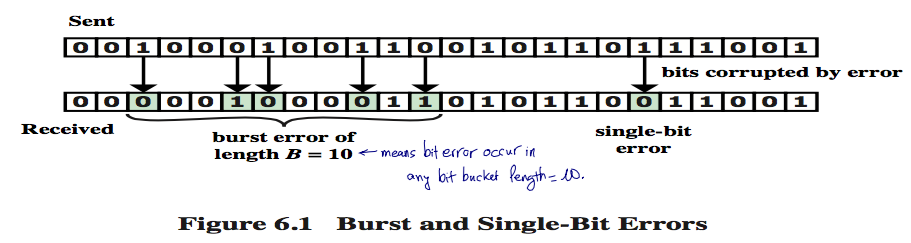 Sent
0 0 1 0 0 0 1 0 0 1 1 0 0 1 0 1 1 0 1 1 1 0 0 1
bits corrupted by error
0 0 0 0 0 1 0 0 0 0 1 1 0 1 0 1 1 0 0 1 1 0 0 1
Received
burst error of
length B = 10 ← means bit error occur in
any bit bucket length = 10.
single-bit
error
Figure 6.1 Burst and Single-Bit Errors